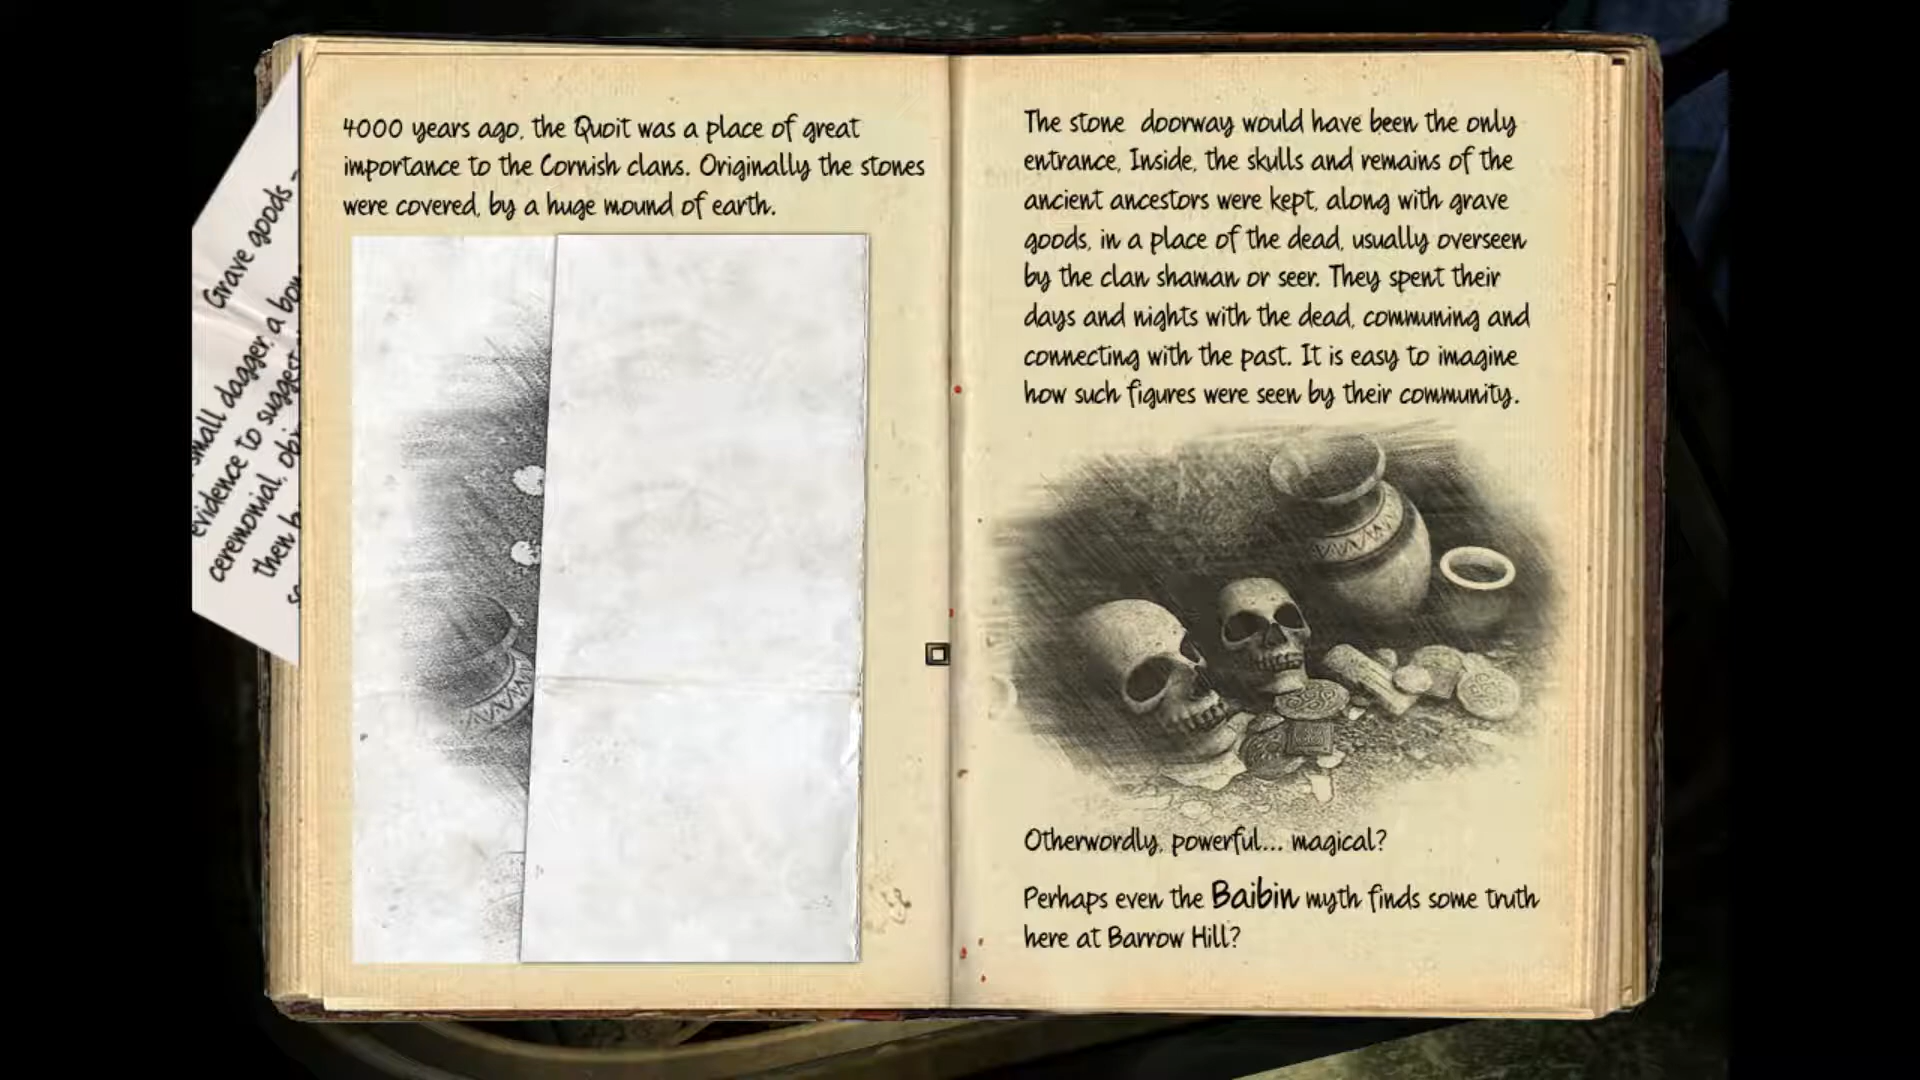 Grave goods -
small dagger, a
evidence to suggest
ceremonial,
then
4000 years ago, the Quoit was a place of great
importance to the Cornish clans. Originally the stones
were covered, by a huge mound of earth.
The stone doorway would have been the only
entrance, Inside, the skulls and remains of the
ancient ancestors were kept, along with grave
goods, in a place of the dead, usually overseen
by the clan shaman or seer. They spent their
days and nights with the dead, communing and
connecting with the past. It is easy to imagine
how such figures were seen by their community.
Otherwordly, powerful... magical?
Perhaps even the Baibin myth finds some truth
here at Barrow Hill?